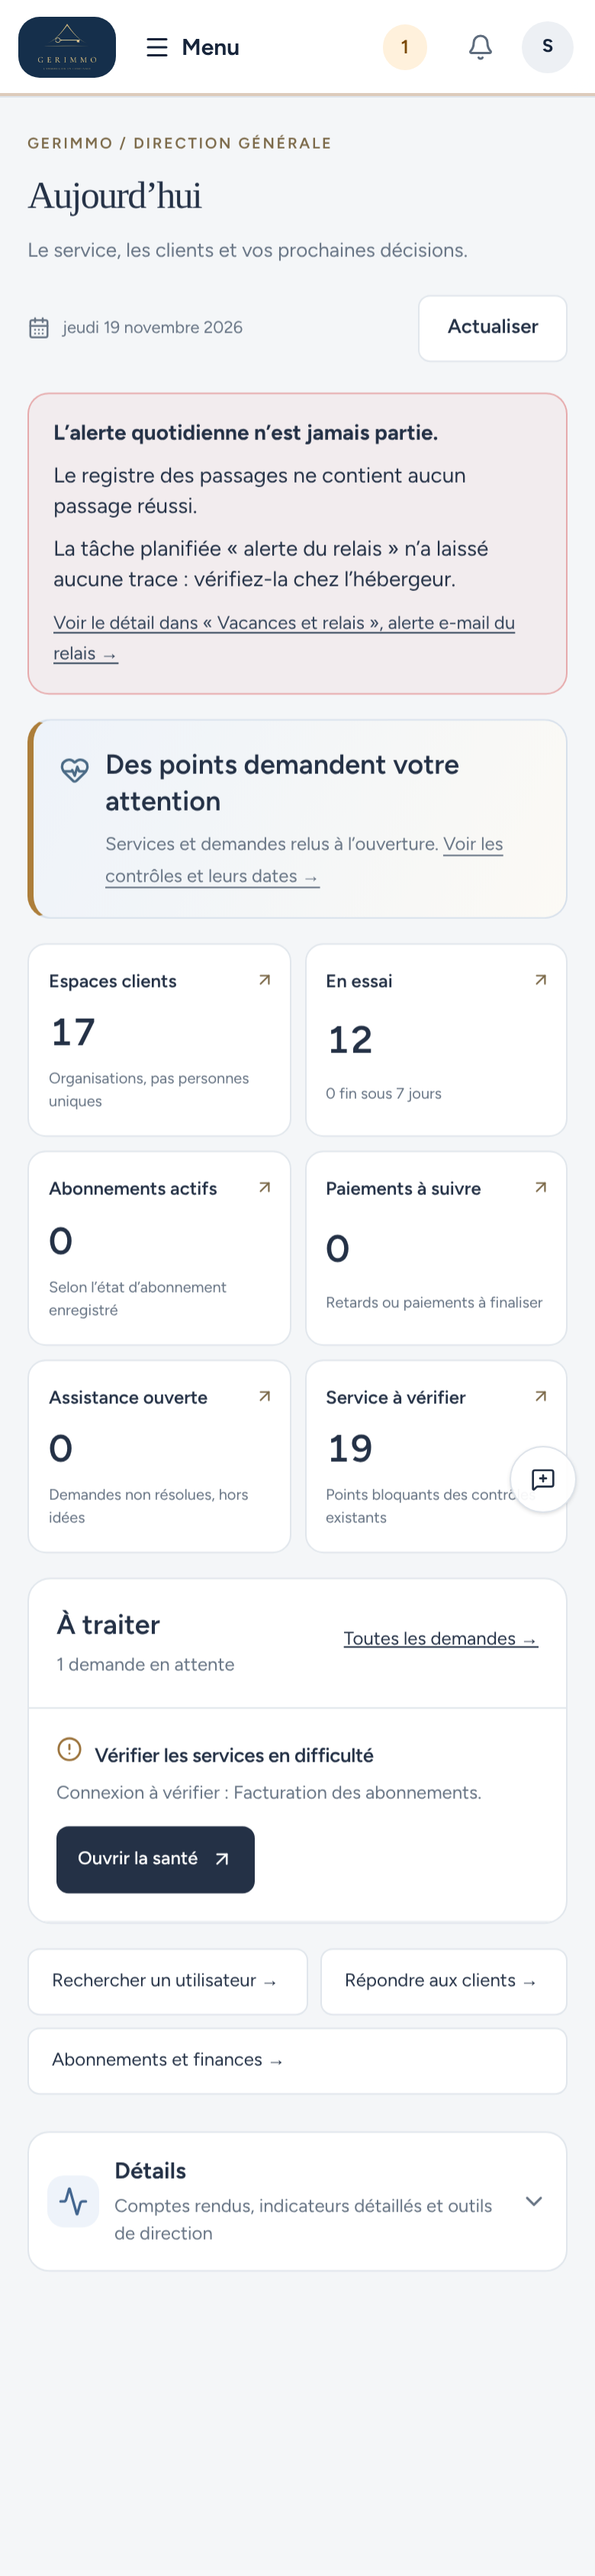 GERIMMO
Menu
1
S
GERIMMO / DIRECTION GÉNÉRALE
Aujourd’hui
Le service, les clients et vos prochaines décisions.
jeudi 19 novembre 2026
Actualiser
L’alerte quotidienne n’est jamais partie.
Le registre des passages ne contient aucun
passage réussi.
La tâche planifiée « alerte du relais » n’a laissé
aucune trace : vérifiez-la chez l’hébergeur.
Voir le détail dans « Vacances et relais », alerte e-mail du
relais →
Des points demandent votre
attention
Services et demandes relus à l’ouverture. Voir les
contrôles et leurs dates →
Espaces clients
17
Organisations, pas personnes
uniques
En essai
12
0 fin sous 7 jours
Abonnements actifs
0
Selon l’état d’abonnement
enregistré
Paiements à suivre
0
Retards ou paiements à finaliser
Assistance ouverte
0
Demandes non résolues, hors
idées
Service à vérifier
19
Points bloquants des
existants
À traiter
1 demande en attente
Toutes les demandes →
Vérifier les services en difficulté
Connexion à vérifier : Facturation des abonnements.
Ouvrir la santé
Rechercher un utilisateur →
Répondre aux clients →
Abonnements et finances →
Détails
Comptes rendus, indicateurs détaillés et outils
de direction